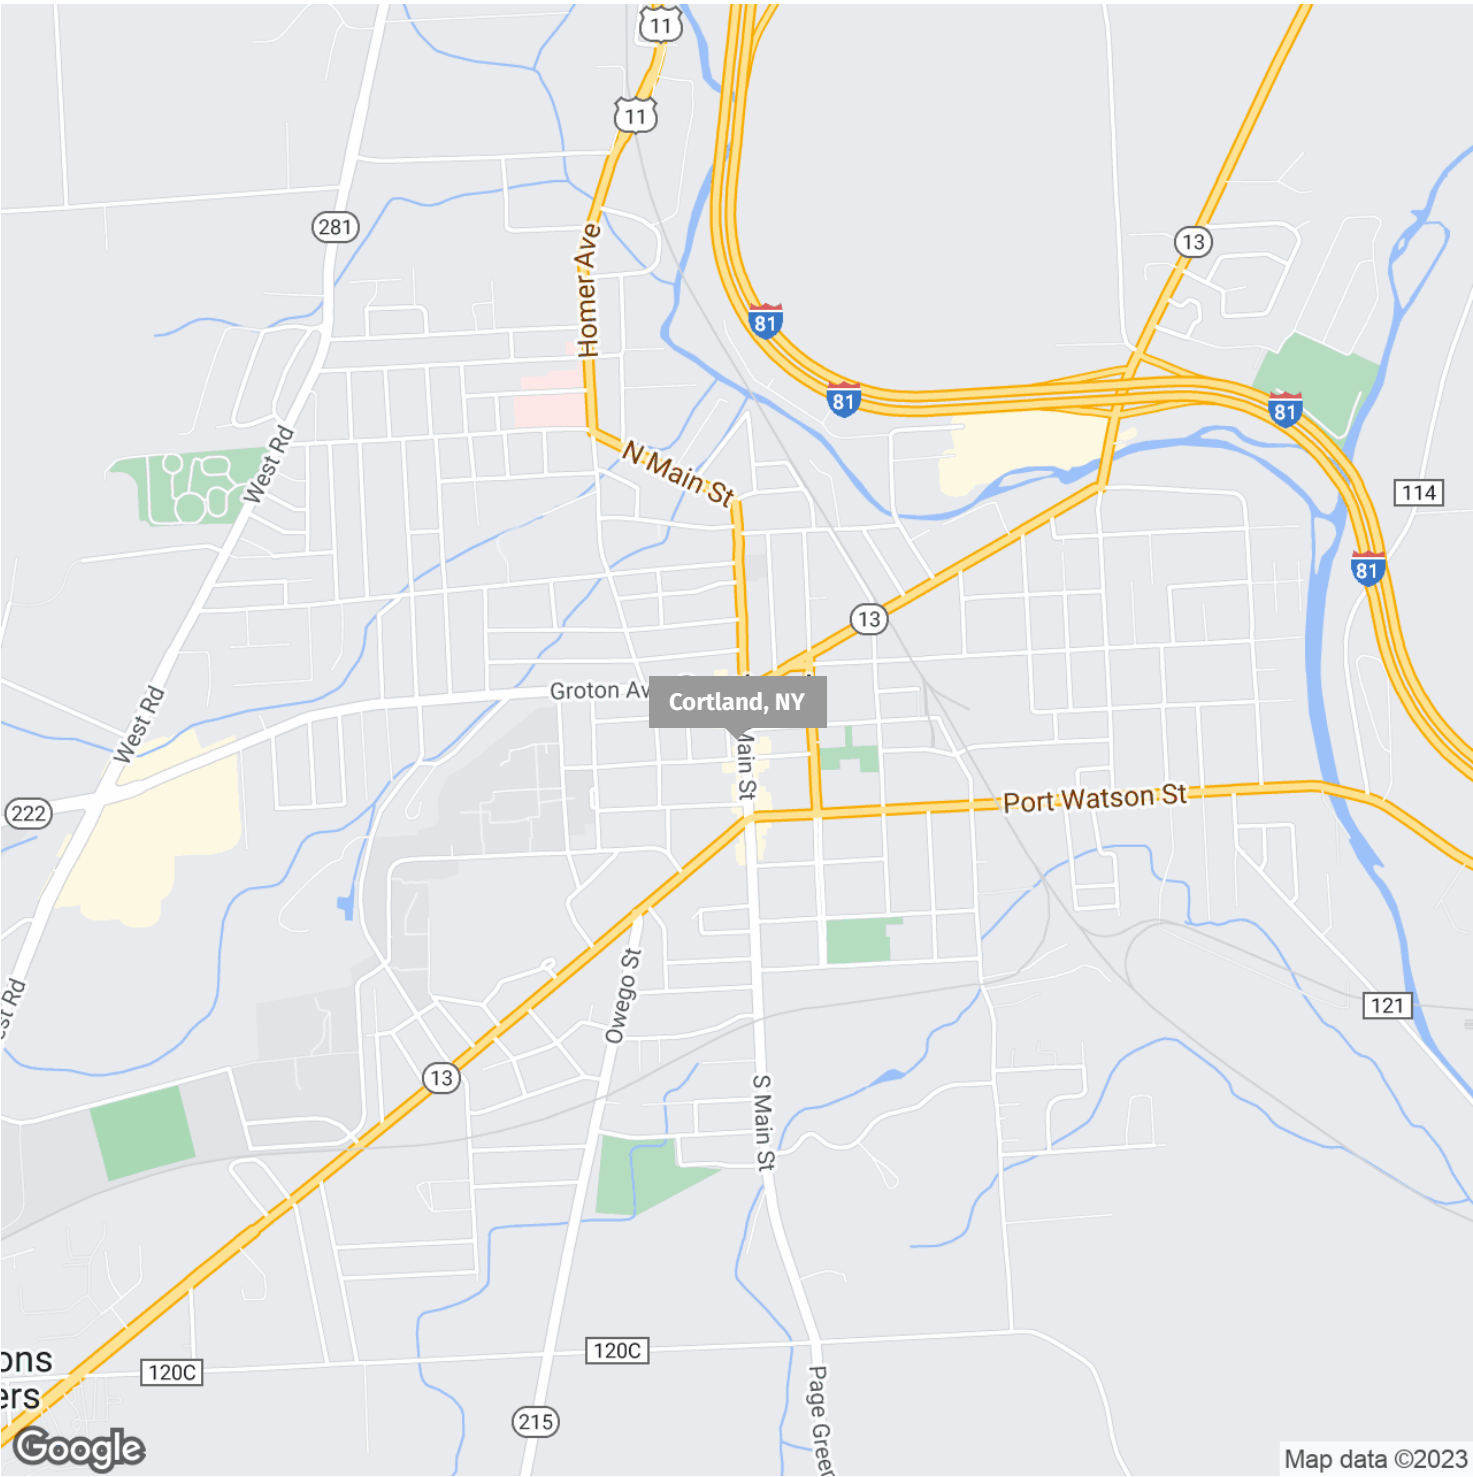 11
11
281
13
Homer Ave
81
81
81
N Main St
West Rd
114
81
13
Groton Av
Cortland, NY
West Rd
Main St
Port Watson St
222
Owego St
st Rd
121
13
S Main St
120C
ons
ers
120C
215
Page Green
Google
Map data ©2023